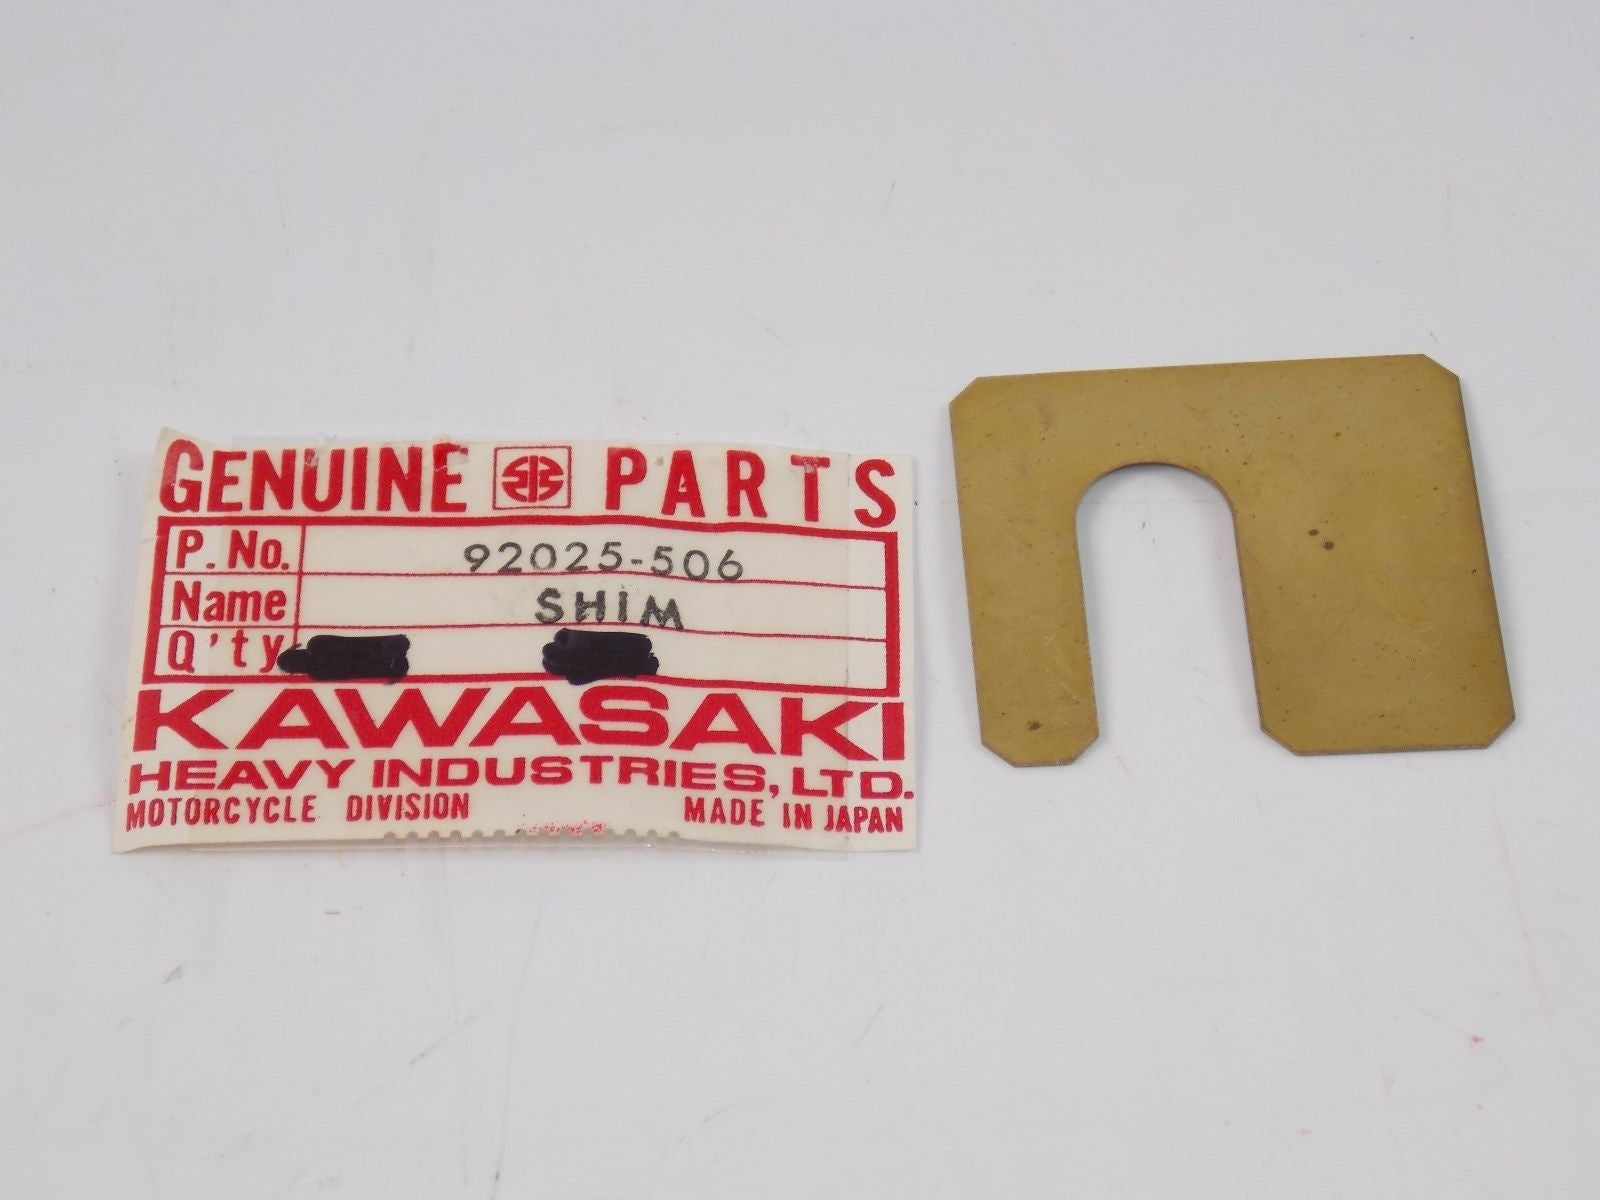 GENUINE PARTS
P. No. 92025-506
Name SHIM
Q'ty
KAWASAKI
HEAVY INDUSTRIES, LTD.
MOTORCYCLE DIVISION MADE IN JAPAN